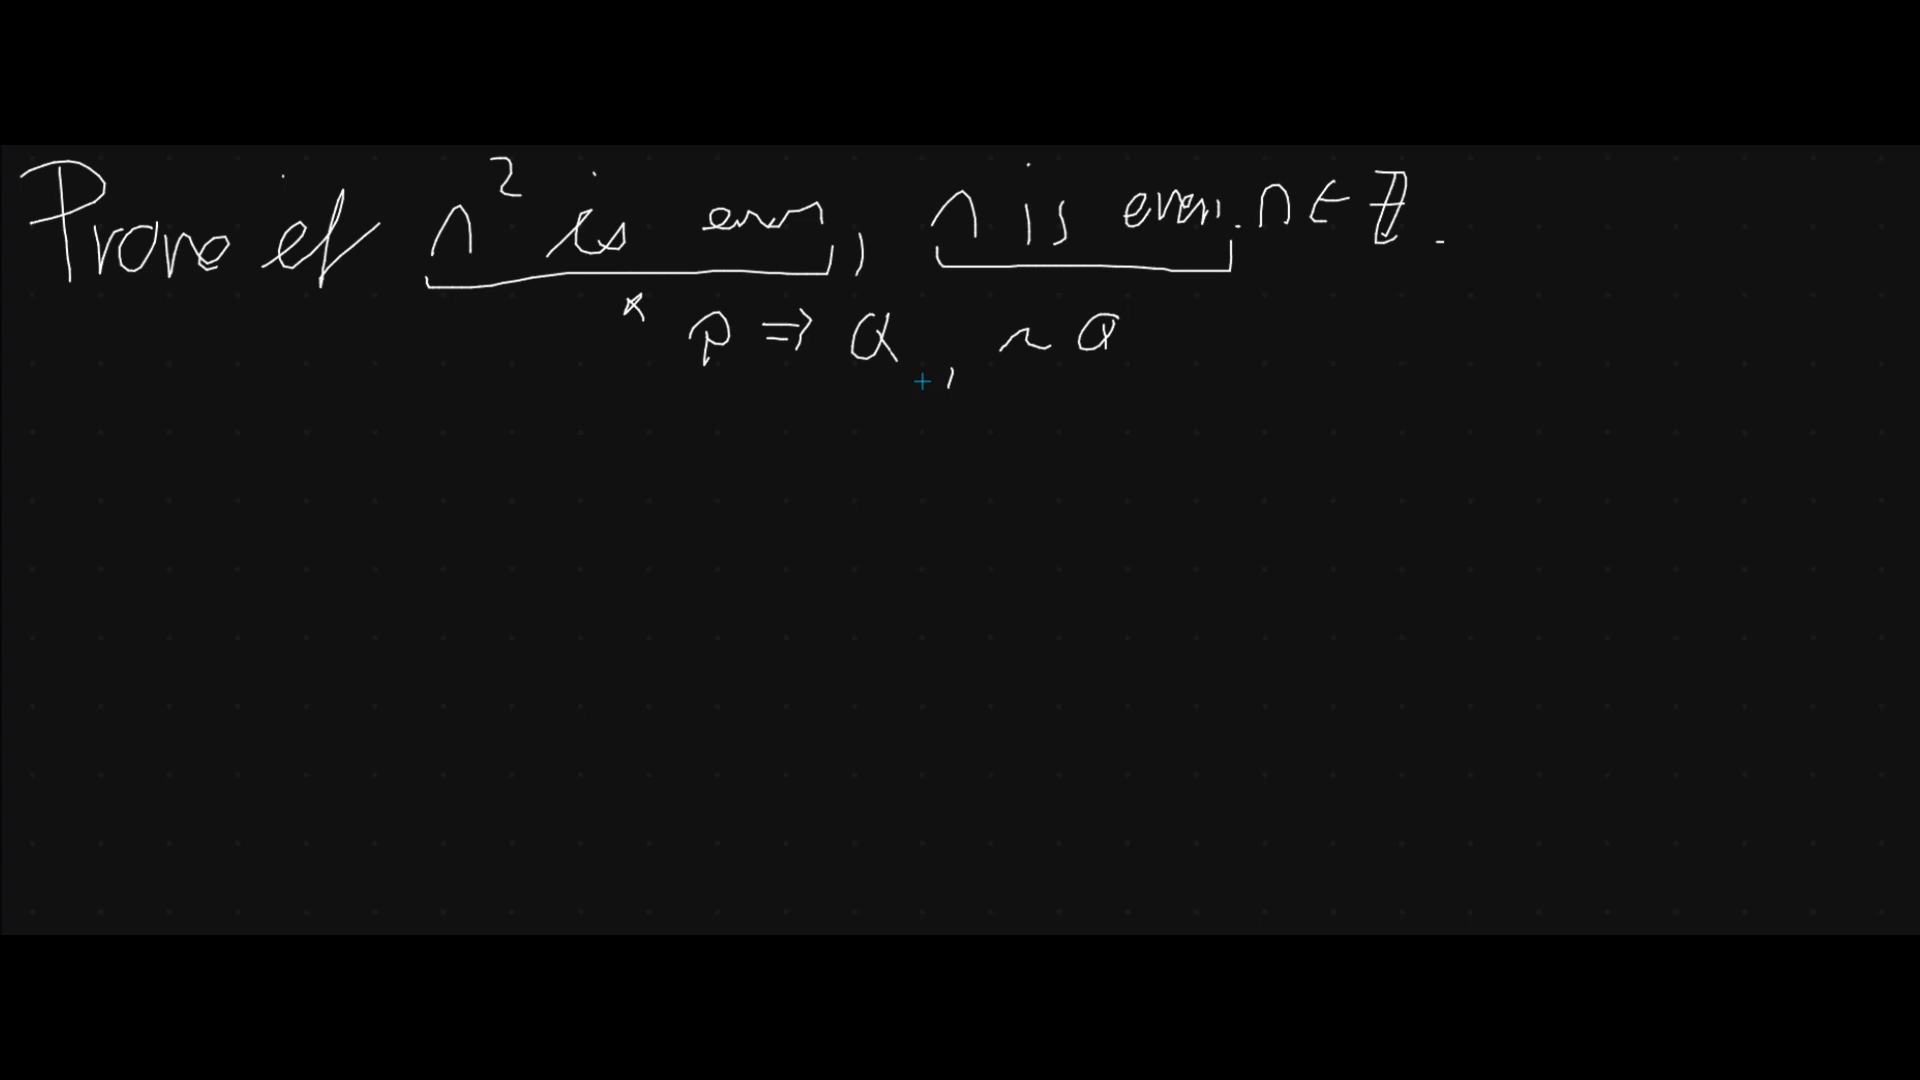 Prove if n² is even, n is even. n ∈ ℤ.
* P ⇒ Q, ~ Q